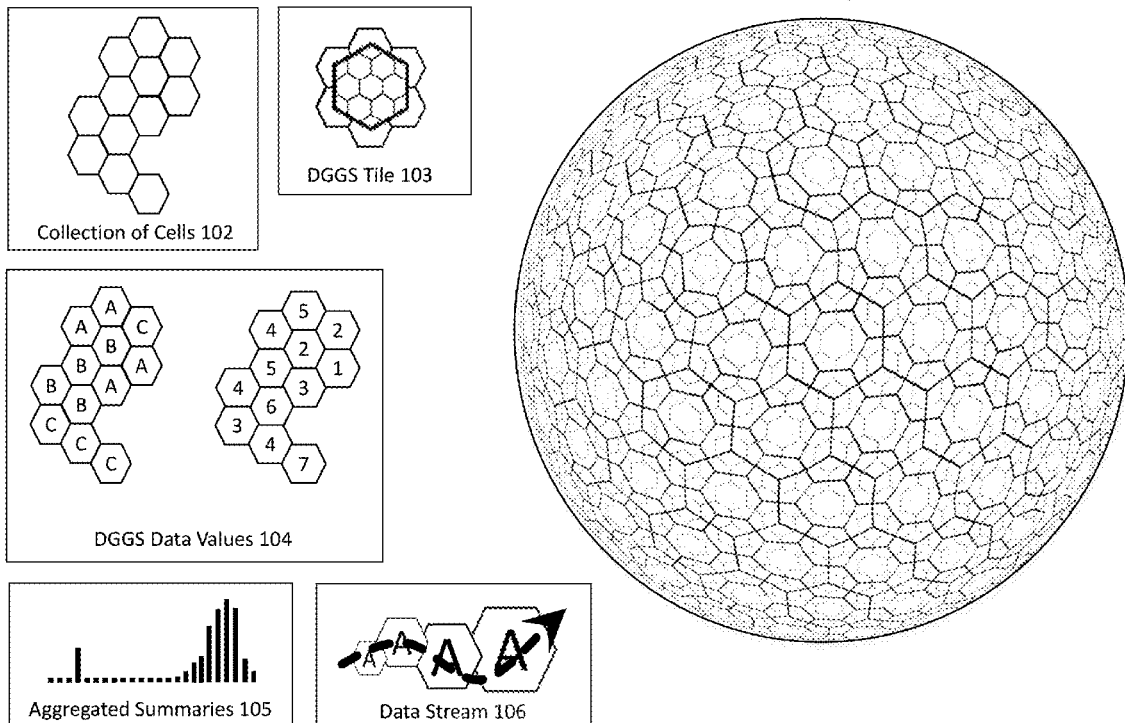 Collection of Cells 102
DGGS Tile 103
A
A C
B
B A
B A
B
C C
C
5
4 2
2
5 1
4 3
6
3 4
7
DGGS Data Values 104
Aggregated Summaries 105
A A A A
Data Stream 106